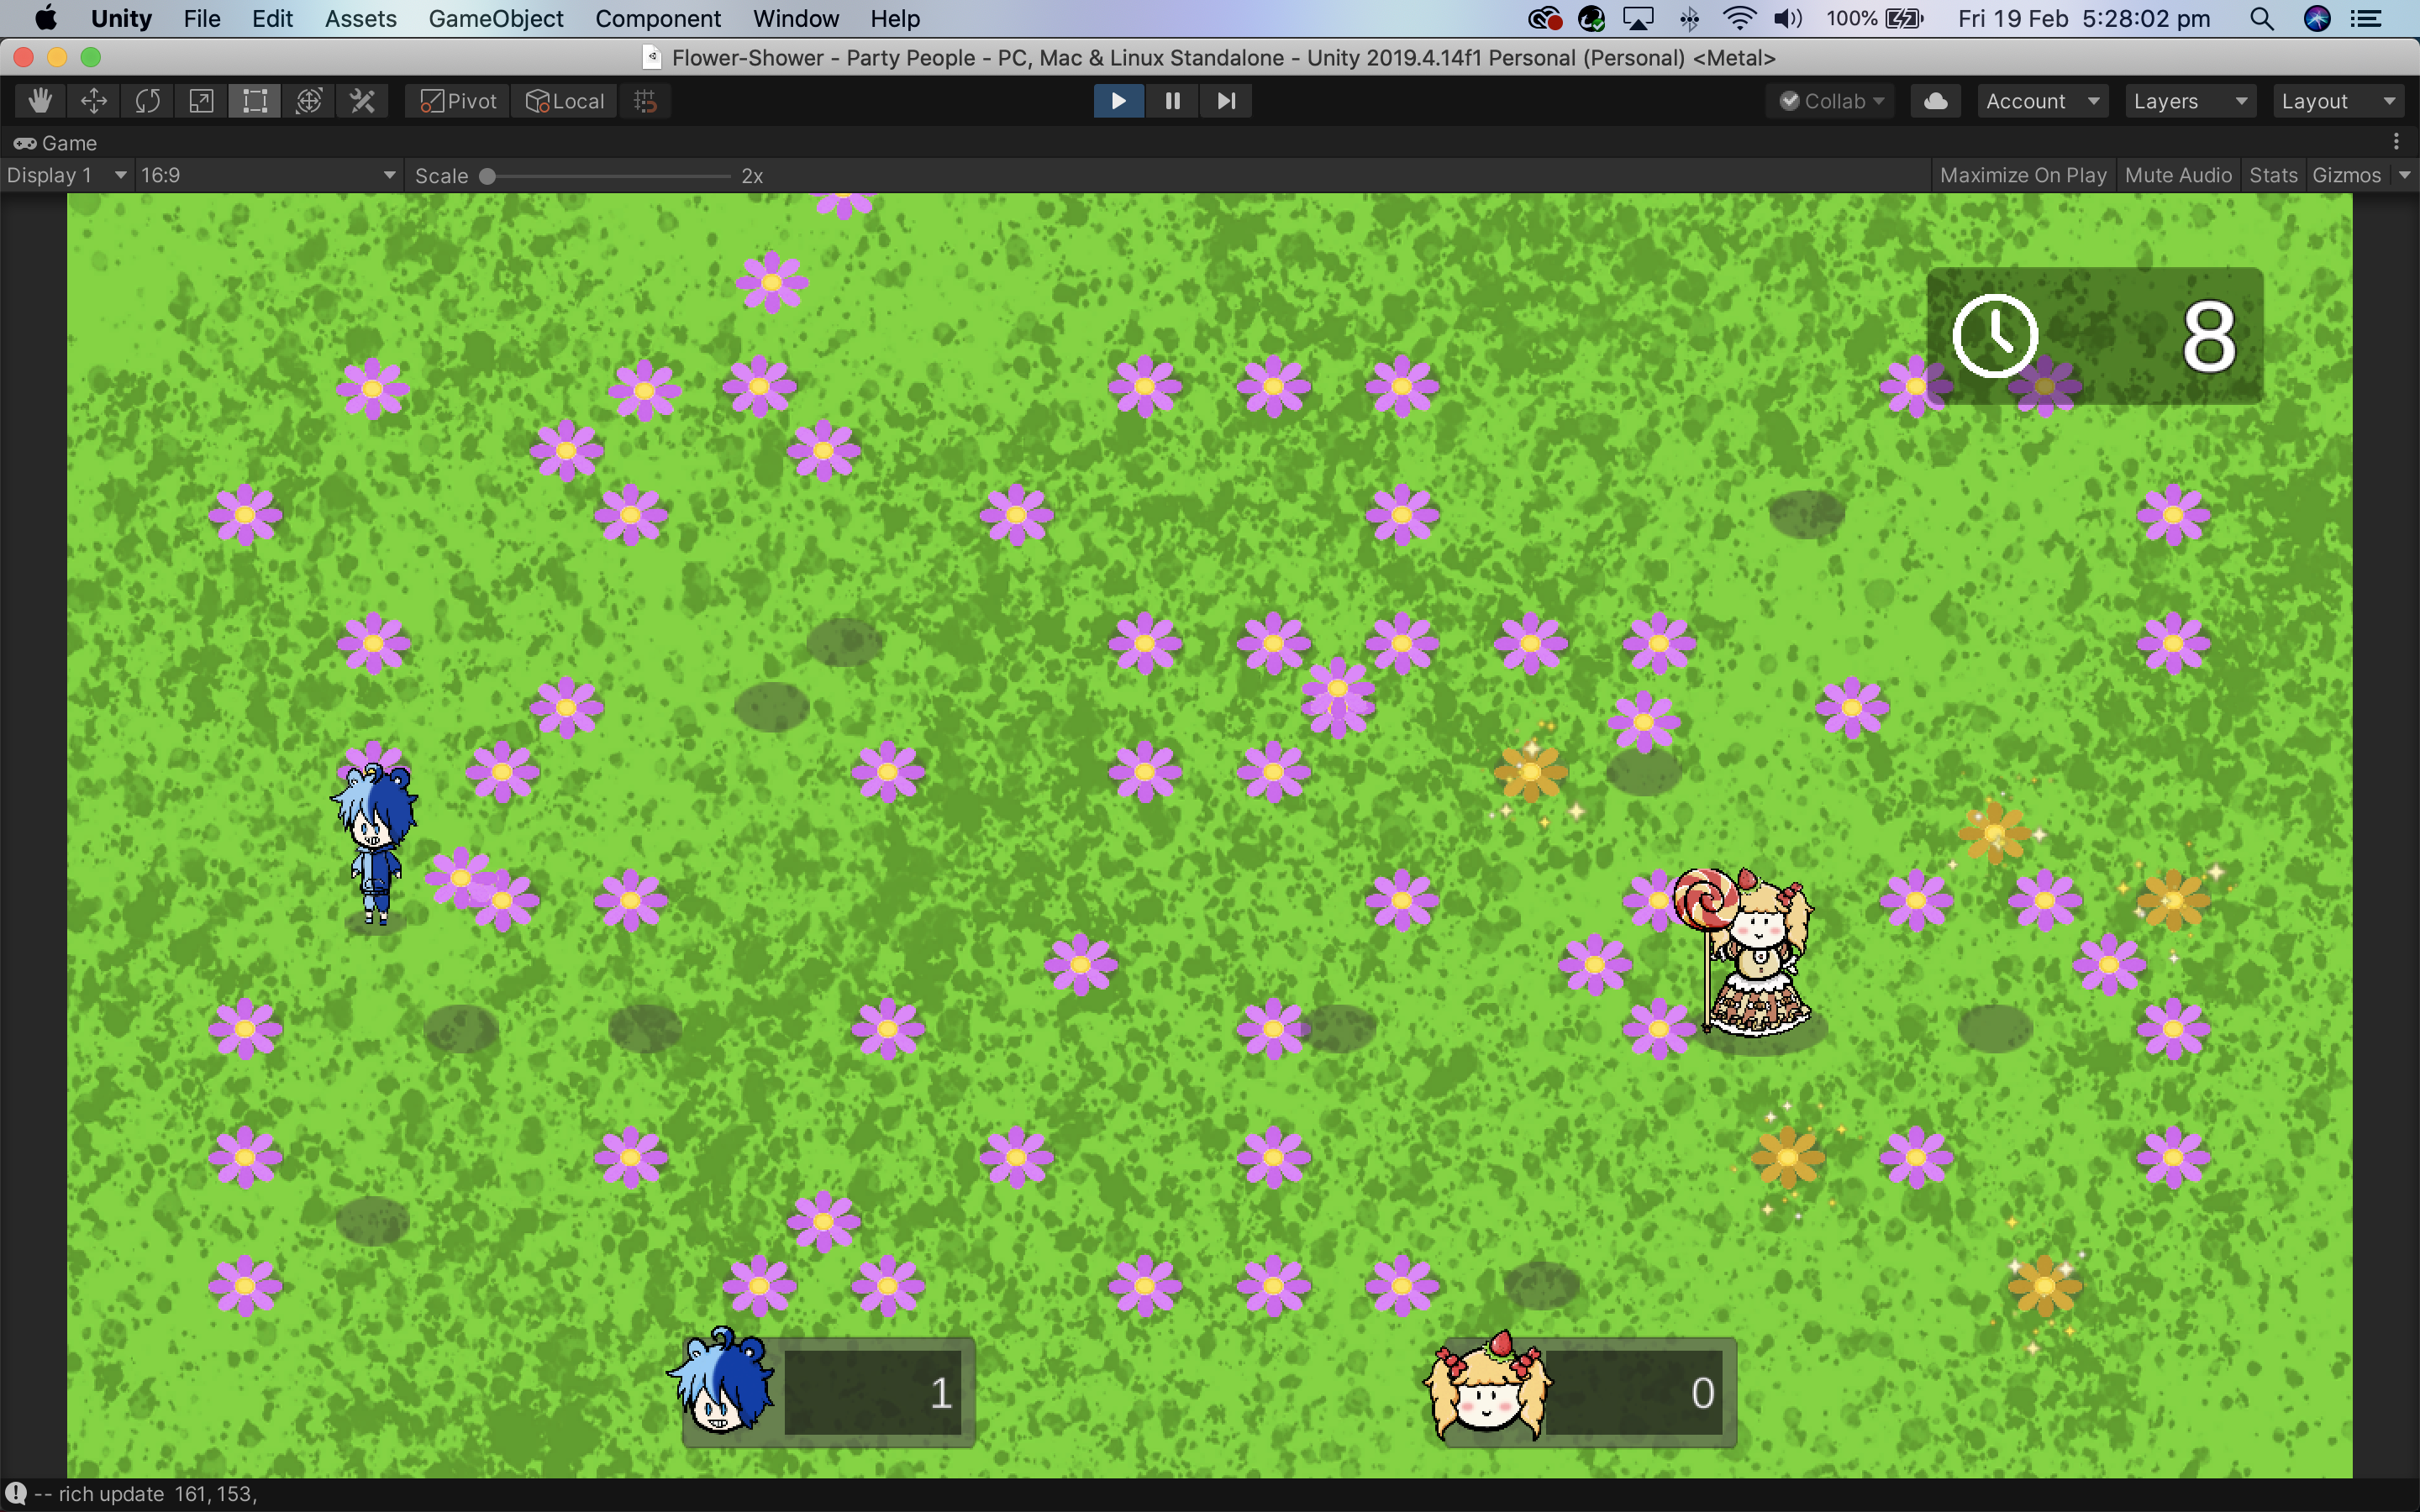 Unity File Edit Assets GameObject Component Window Help 100% Fri 19 Feb 5:28:02 pm
Flower-Shower - Party People - PC, Mac & Linux Standalone - Unity 2019.4.14f1 Personal (Personal) <Metal>
Pivot Local Collab Account Layers Layout
Game
Display 1 16:9 Scale 2x Maximize On Play Mute Audio Stats Gizmos
8
1 0
-- rich update 161, 153,